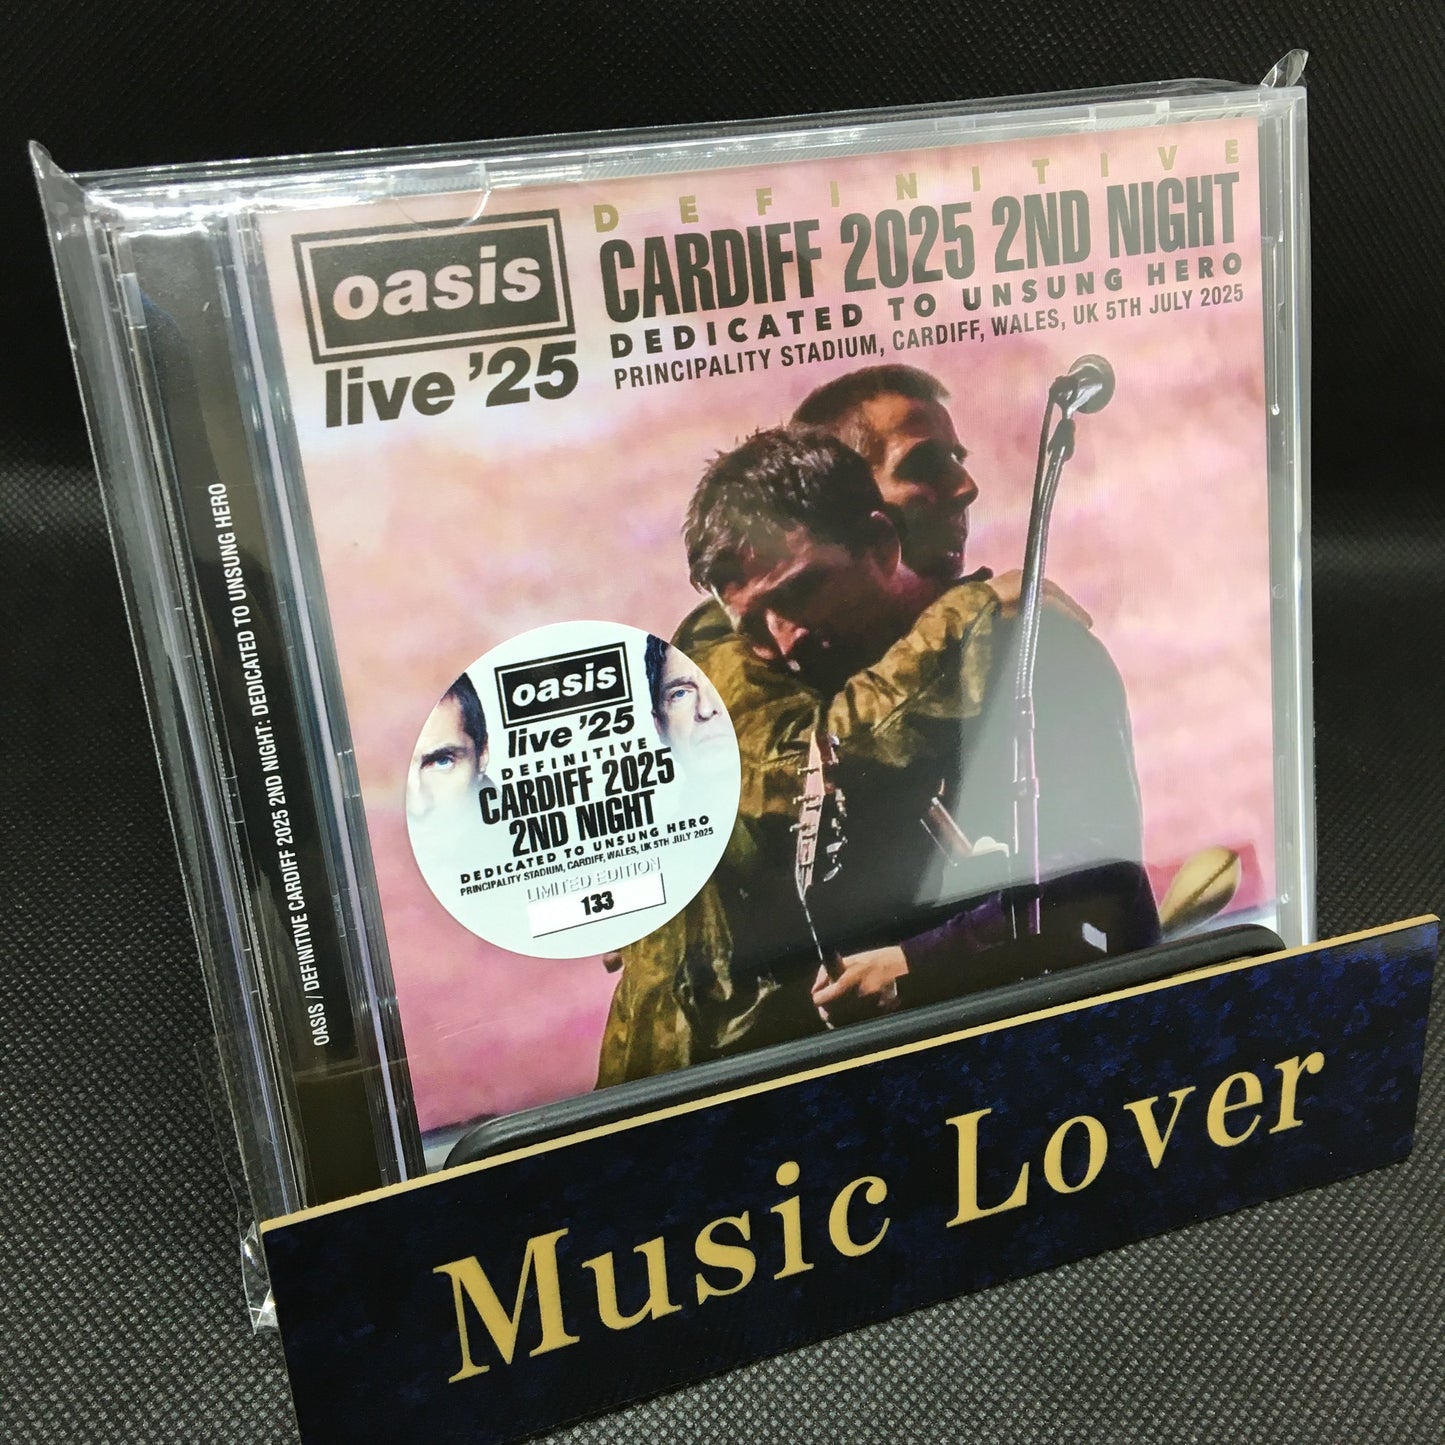 oasis
live '25
DEFINITIVE
CARDIFF 2025 2ND NIGHT
DEDICATED TO UNSUNG HERO
PRINCIPALITY STADIUM, CARDIFF, WALES, UK 5TH JULY 2025
OASIS / DEFINITIVE CARDIFF 2025 2ND NIGHT: DEDICATED TO UNSUNG HERO
oasis
live '25
DEFINITIVE
CARDIFF 2025
2ND NIGHT
DEDICATED TO UNSUNG HERO
PRINCIPALITY STADIUM, CARDIFF, WALES, UK 5TH JULY 2025
LIMITED EDITION
133
Music Lover